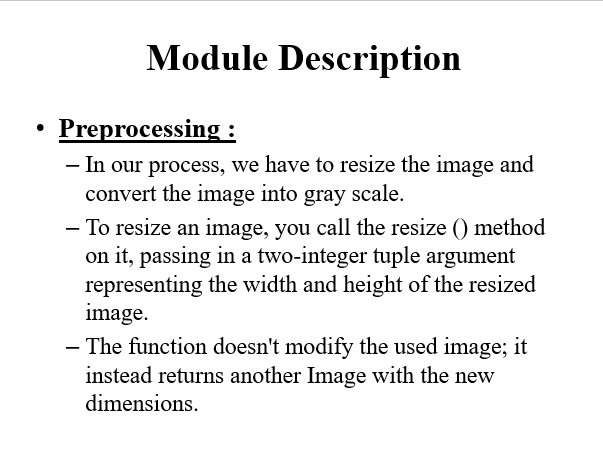 Module Description
• Preprocessing :
– In our process, we have to resize the image and
convert the image into gray scale.
– To resize an image, you call the resize () method
on it, passing in a two-integer tuple argument
representing the width and height of the resized
image.
– The function doesn't modify the used image; it
instead returns another Image with the new
dimensions.